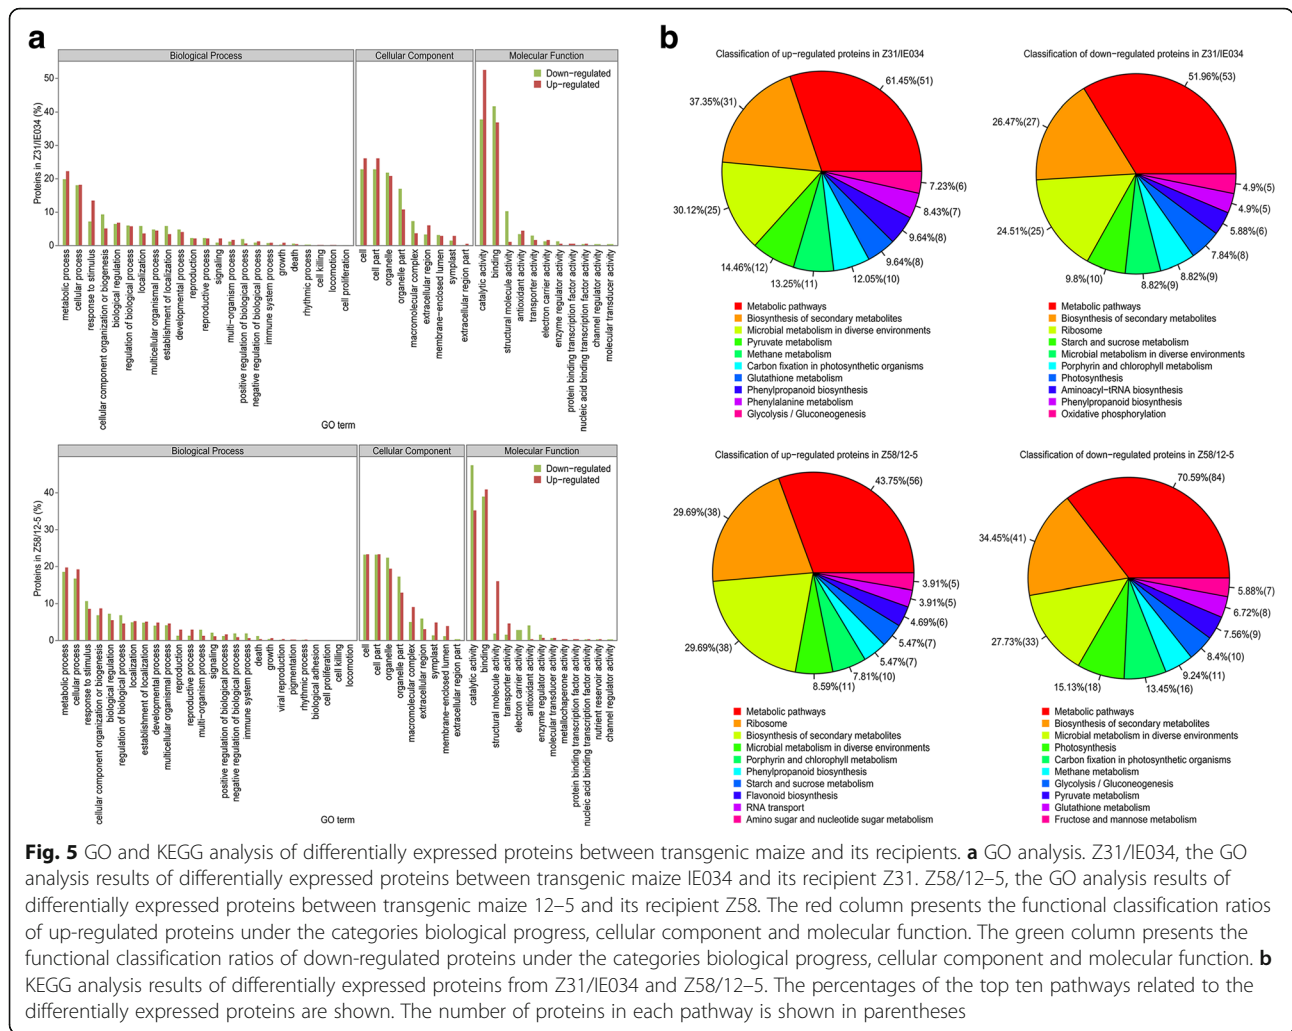 a
Biological Process
Cellular Component
Molecular Function
Down−regulated
Up−regulated
Proteins in Z31/IE034 (%)
50
40
30
20
10
0
metabolic process
cellular process
response to stimulus
cellular component organization or biogenesis
biological regulation
regulation of biological process
localization
multicellular organismal process
establishment of localization
developmental process
reproduction
reproductive process
signaling
multi−organism process
positive regulation of biological process
negative regulation of biological process
immune system process
growth
death
rhythmic process
cell killing
locomotion
cell proliferation
cell
cell part
organelle
organelle part
macromolecular complex
extracellular region
membrane−enclosed lumen
symplast
extracellular region part
catalytic activity
binding
structural molecule activity
antioxidant activity
transporter activity
electron carrier activity
enzyme regulator activity
protein binding transcription factor activity
nucleic acid binding transcription factor activity
channel regulator activity
molecular transducer activity
GO term
Biological Process
Cellular Component
Molecular Function
Down−regulated
Up−regulated
Proteins in Z58/12-5 (%)
40
30
20
10
0
metabolic process
cellular process
response to stimulus
cellular component organization or biogenesis
biological regulation
regulation of biological process
localization
establishment of localization
developmental process
multicellular organismal process
reproduction
reproductive process
multi−organism process
signaling
positive regulation of biological process
negative regulation of biological process
immune system process
death
growth
viral reproduction
pigmentation
rhythmic process
biological adhesion
cell proliferation
cell killing
locomotion
cell
cell part
organelle
organelle part
macromolecular complex
extracellular region
symplast
membrane−enclosed lumen
extracellular region part
catalytic activity
binding
structural molecule activity
transporter activity
electron carrier activity
antioxidant activity
enzyme regulator activity
molecular transducer activity
metallochaperone activity
protein binding transcription factor activity
nucleic acid binding transcription factor activity
nutrient reservoir activity
channel regulator activity
GO term
b
Classification of up-regulated proteins in Z31/IE034
61.45%(51)
37.35%(31)
30.12%(25)
14.46%(12)
13.25%(11)
12.05%(10)
9.64%(8)
9.64%(8)
8.43%(7)
7.23%(6)
Metabolic pathways
Biosynthesis of secondary metabolites
Microbial metabolism in diverse environments
Pyruvate metabolism
Methane metabolism
Carbon fixation in photosynthetic organisms
Glutathione metabolism
Phenylpropanoid biosynthesis
Phenylalanine metabolism
Glycolysis / Gluconeogenesis
Classification of down-regulated proteins in Z31/IE034
51.96%(53)
26.47%(27)
24.51%(25)
9.8%(10)
8.82%(9)
8.82%(9)
7.84%(8)
5.88%(6)
4.9%(5)
4.9%(5)
Metabolic pathways
Biosynthesis of secondary metabolites
Ribosome
Starch and sucrose metabolism
Microbial metabolism in diverse environments
Porphyrin and chlorophyll metabolism
Photosynthesis
Aminoacyl−tRNA biosynthesis
Phenylpropanoid biosynthesis
Oxidative phosphorylation
Classification of up-regulated proteins in Z58/12-5
43.75%(56)
29.69%(38)
29.69%(38)
8.59%(11)
7.81%(10)
5.47%(7)
5.47%(7)
4.69%(6)
3.91%(5)
3.91%(5)
Metabolic pathways
Ribosome
Biosynthesis of secondary metabolites
Microbial metabolism in diverse environments
Porphyrin and chlorophyll metabolism
Phenylpropanoid biosynthesis
Starch and sucrose metabolism
Flavonoid biosynthesis
RNA transport
Amino sugar and nucleotide sugar metabolism
Classification of down-regulated proteins in Z58/12-5
70.59%(84)
34.45%(41)
27.73%(33)
15.13%(18)
13.45%(16)
9.24%(11)
8.4%(10)
7.56%(9)
6.72%(8)
5.88%(7)
Metabolic pathways
Biosynthesis of secondary metabolites
Microbial metabolism in diverse environments
Photosynthesis
Carbon fixation in photosynthetic organisms
Methane metabolism
Glycolysis / Gluconeogenesis
Pyruvate metabolism
Glutathione metabolism
Fructose and mannose metabolism
Fig. 5 GO and KEGG analysis of differentially expressed proteins between transgenic maize and its recipients. a GO analysis. Z31/IE034, the GO
analysis results of differentially expressed proteins between transgenic maize IE034 and its recipient Z31. Z58/12–5, the GO analysis results of
differentially expressed proteins between transgenic maize 12–5 and its recipient Z58. The red column presents the functional classification ratios
of up-regulated proteins under the categories biological progress, cellular component and molecular function. The green column presents the
functional classification ratios of down-regulated proteins under the categories biological progress, cellular component and molecular function. b
KEGG analysis results of differentially expressed proteins from Z31/IE034 and Z58/12–5. The percentages of the top ten pathways related to the
differentially expressed proteins are shown. The number of proteins in each pathway is shown in parentheses